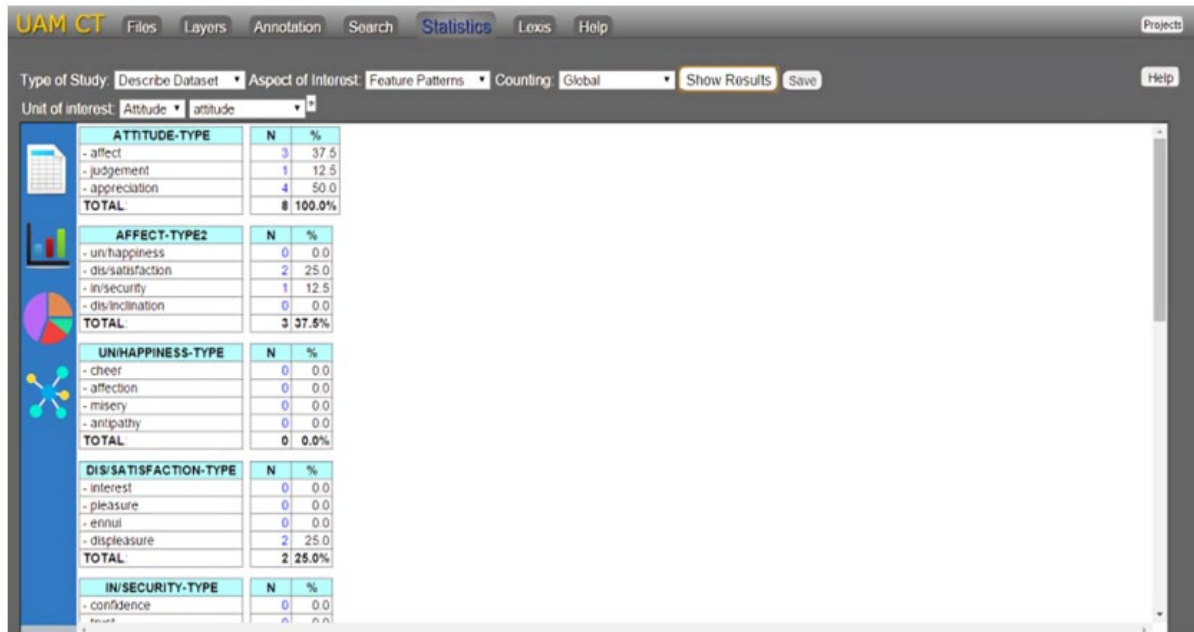 UAM CT Files Layers Annotation Search Statistics Lexis Help Projects
Type of Study: Describe Dataset Aspect of Interest: Feature Patterns Counting: Global Show Results Save Help
Unit of interest: Attitude attitude +
ATTITUDE-TYPE N %
- affect 3 37.5
- judgement 1 12.5
- appreciation 4 50.0
TOTAL: 8 100.0%
AFFECT-TYPE2 N %
- un/happiness 0 0.0
- dis/satisfaction 2 25.0
- in/security 1 12.5
- dis/inclination 0 0.0
TOTAL: 3 37.5%
UN/HAPPINESS-TYPE N %
- cheer 0 0.0
- affection 0 0.0
- misery 0 0.0
- antipathy 0 0.0
TOTAL: 0 0.0%
DIS/SATISFACTION-TYPE N %
- interest 0 0.0
- pleasure 0 0.0
- ennui 0 0.0
- displeasure 2 25.0
TOTAL: 2 25.0%
IN/SECURITY-TYPE N %
- confidence 0 0.0
- trust 0 0.0